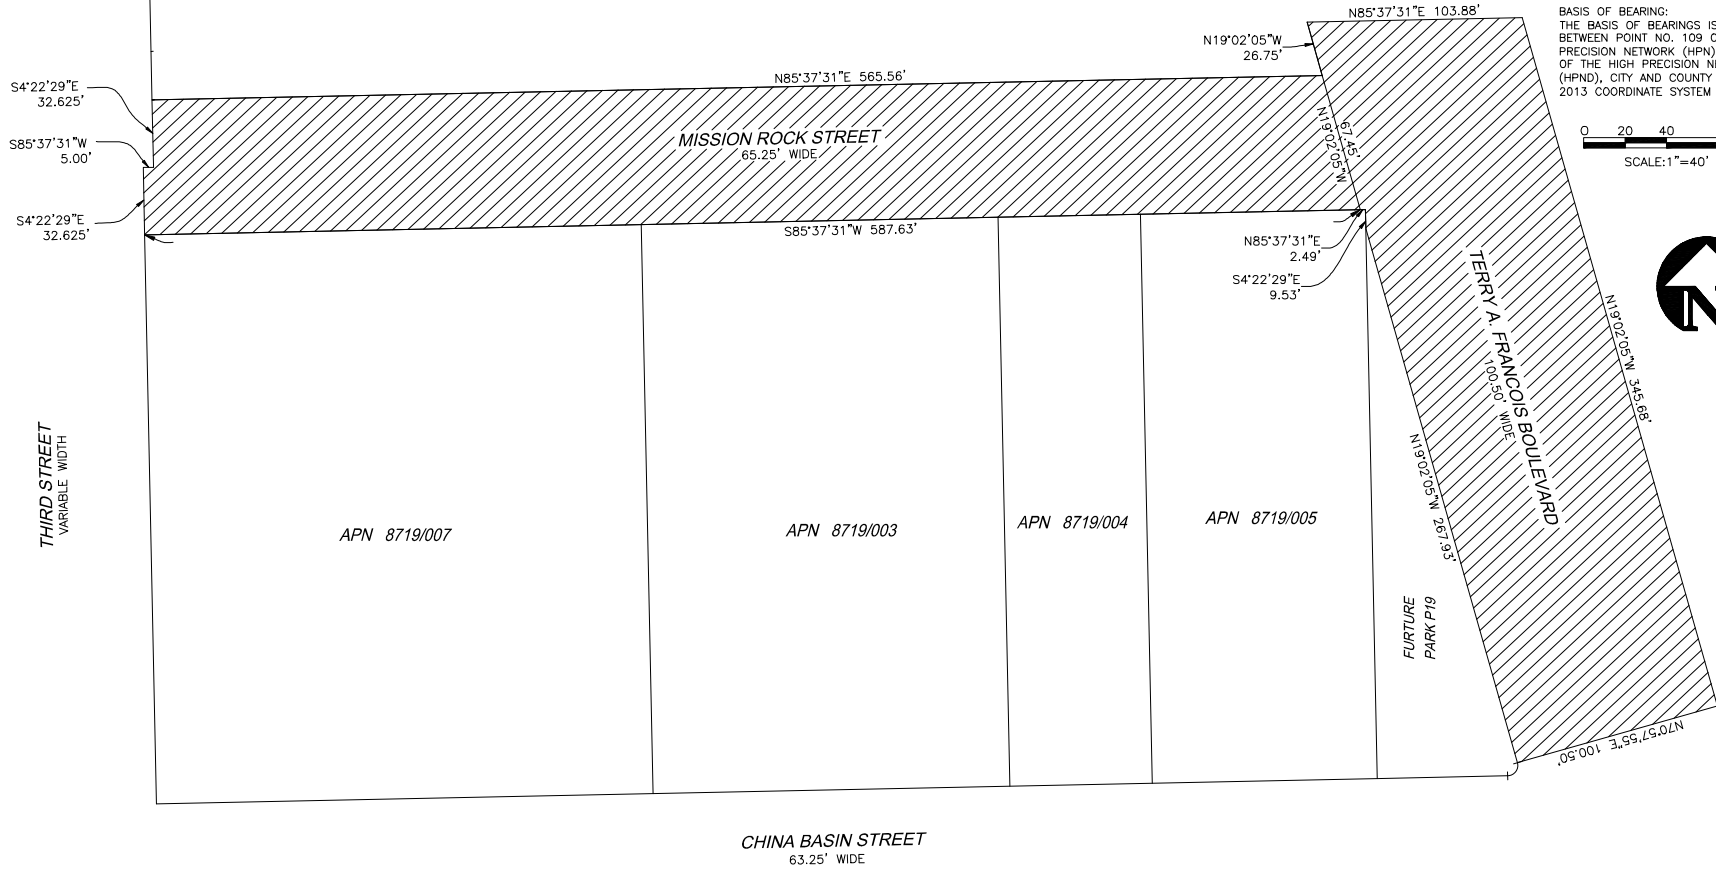 N85°37'31"E 103.88'
BASIS OF BEARING:
THE BASIS OF BEARINGS IS
BETWEEN POINT NO. 109 O
PRECISION NETWORK (HPN)
OF THE HIGH PRECISION N
(HPND), CITY AND COUNTY
2013 COORDINATE SYSTEM
0 20 40
SCALE:1"=40'
N19°02'05"W
26.75'
N85°37'31"E 565.56'
S4°22'29"E
32.625'
S85°37'31"W
5.00'
S4°22'29"E
32.625'
MISSION ROCK STREET
65.25' WIDE
67.45'
N19°02'05"W
S85°37'31"W 587.63'
N85°37'31"E
2.49'
S4°22'29"E
9.53'
N
TERRY A. FRANCOIS BOULEVARD
100.50' WIDE
N19°02'05"W 345.68'
N19°02'05"W 267.93'
THIRD STREET
VARIABLE WIDTH
APN 8719/007
APN 8719/003
APN 8719/004
APN 8719/005
FURTURE
PARK P19
N70°57'55"E 100.50'
CHINA BASIN STREET
63.25' WIDE